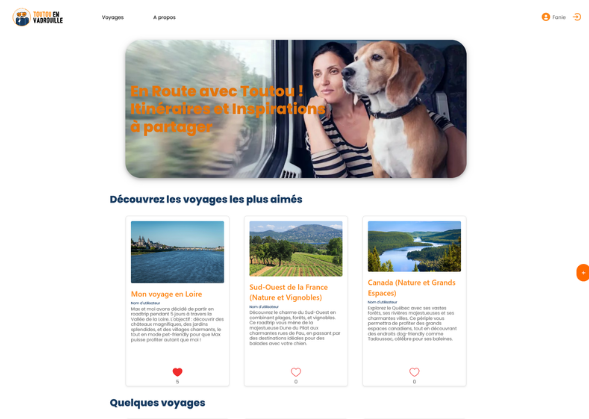 TOUTOU EN
VADROUILLE
Voyages
A propos
Tanie
En Route avec Toutou !
Itinéraires et Inspirations
à partager
Découvrez les voyages les plus aimés
Mon voyage en Loire
Nom d'utilisateur
Max et moi avons décidé de partir en
roadtrip pendant 5 jours à travers la
Vallée de la Loire. L'objectif : découvrir des
châteaux magnifiques, des jardins
splendides, et des villages charmants, le
tout en mode pet-friendly pour que Max
puisse profiter autant que moi !
5
Sud-Ouest de la France
(Nature et Vignobles)
Nom d'utilisateur
Découvrez le charme du Sud-Ouest en
combinant plages, forêts, et vignobles.
Ce roadtrip vous mène de la
majestueuse Dune du Pilat aux
charmantes rues de Pau, en passant par
des destinations idéales pour des
balades avec votre chien.
0
Canada (Nature et Grands
Espaces)
Nom d'utilisateur
Explorez le Québec avec ses vastes
forêts, ses rivières majestueuses et ses
charmantes villes. Ce périple vous
permettra de profiter des grands
espaces canadiens, tout en découvrant
des endroits dog-friendly comme
Tadoussac, célèbre pour ses baleines.
6
Quelques voyages